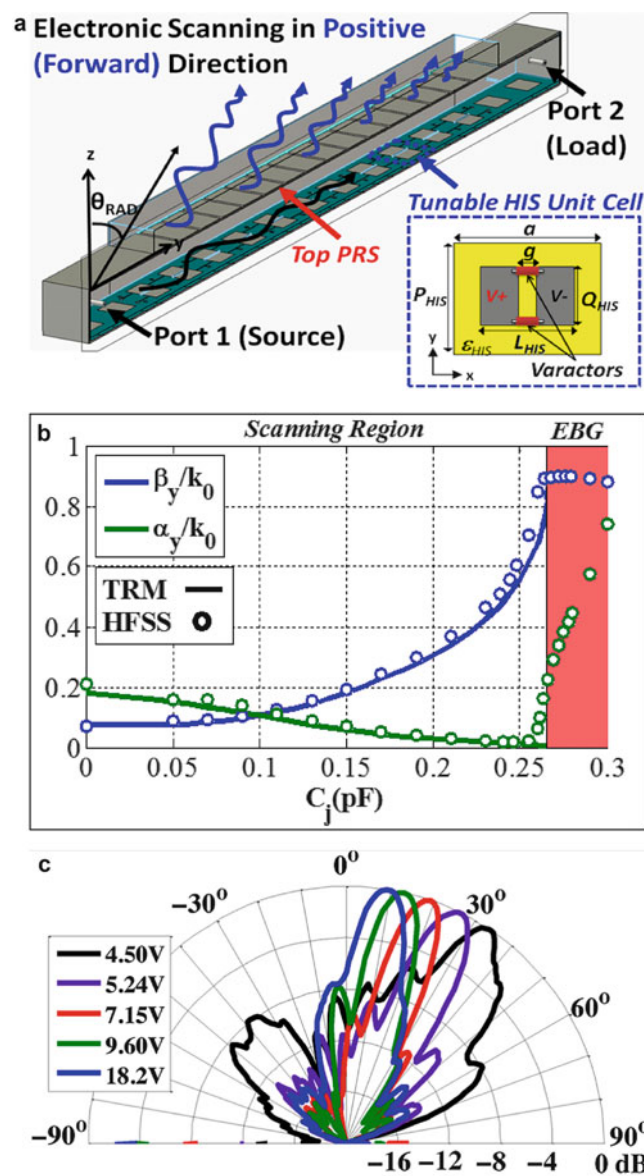 a Electronic Scanning in Positive
(Forward) Direction
Port 2
(Load)
z
θRAD
y
Tunable HIS Unit Cell
Top PRS
Port 1 (Source)
a
g
PHIS
V+
V-
QHIS
εHIS
LHIS
y
x
Varactors
b
Scanning Region
EBG
βy/k0
αy/k0
TRM
HFSS
1
0.8
0.6
0.4
0.2
0
0
0.05
0.1
0.15
0.2
0.25
0.3
Cj(pF)
c
0°
−30°
30°
4.50V
5.24V
7.15V
9.60V
18.2V
60°
−90°
90°
−16
−12
−8
−4
0 dB